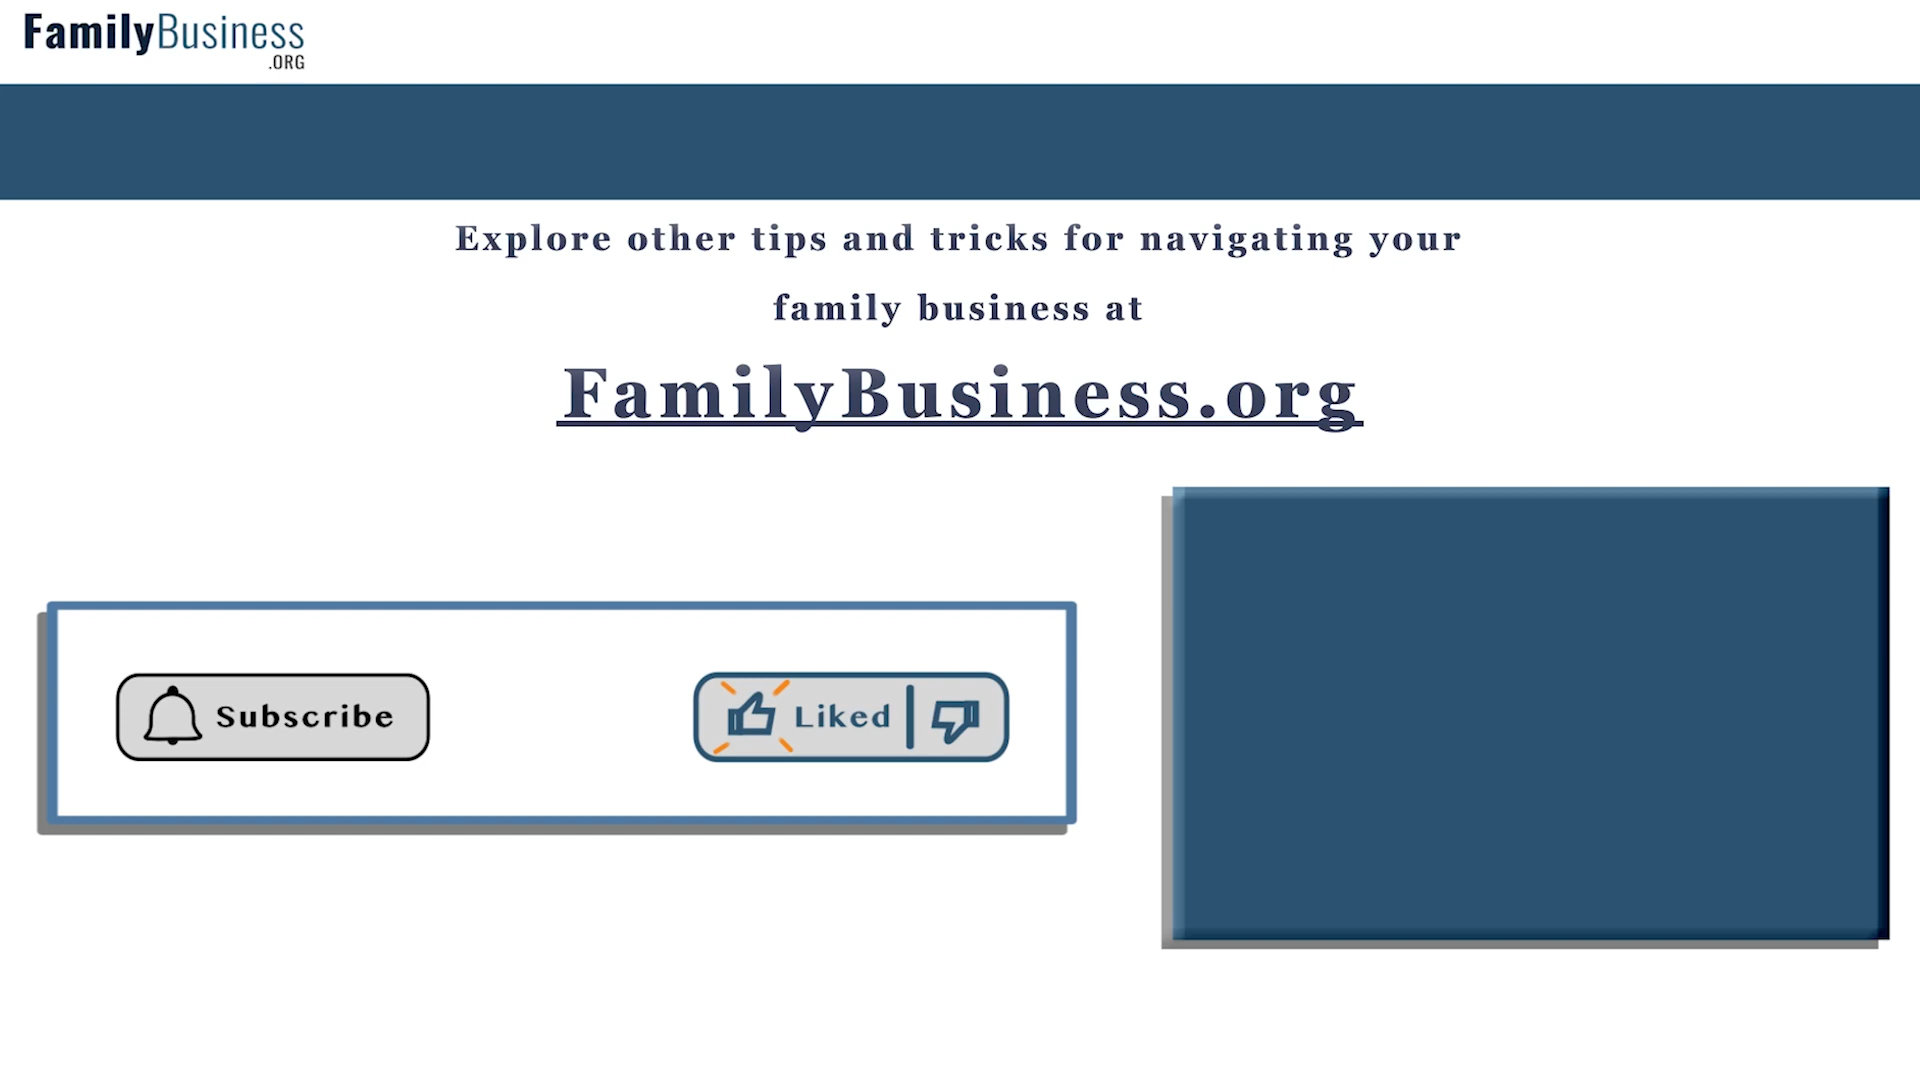 FamilyBusiness
.ORG
Explore other tips and tricks for navigating your
family business at
FamilyBusiness.org
Subscribe
Liked